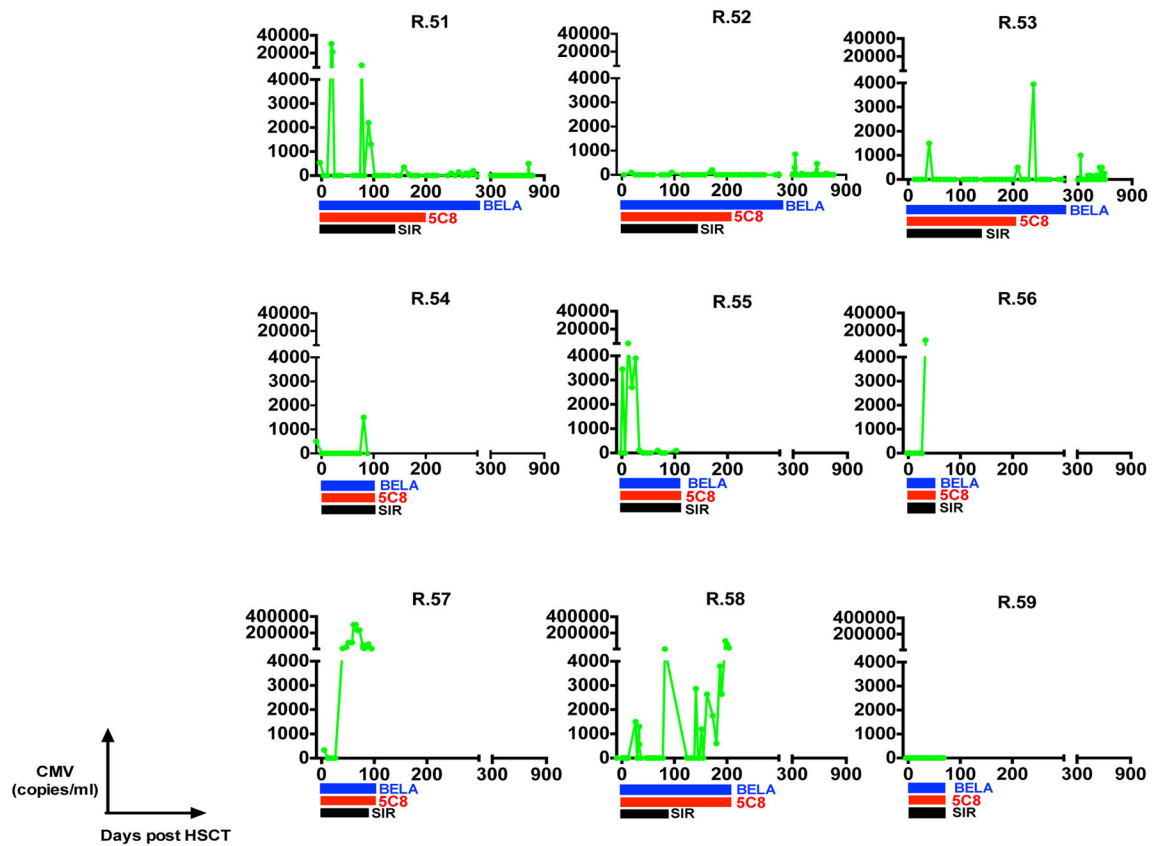 R.51
R.52
R.53
40000
20000
4000
3000
2000
1000
0
0 100 200 300 900
BELA
5C8
SIR
40000
20000
4000
3000
2000
1000
0
0 100 200 300 900
BELA
5C8
SIR
40000
20000
4000
3000
2000
1000
0
0 100 200 300 900
BELA
5C8
SIR
R.54
R.55
R.56
40000
20000
4000
3000
2000
1000
0
0 100 200 300 900
BELA
5C8
SIR
40000
20000
4000
3000
2000
1000
0
0 100 200 300 900
BELA
5C8
SIR
40000
20000
4000
3000
2000
1000
0
0 100 200 300 900
BELA
5C8
SIR
R.57
R.58
R.59
400000
200000
4000
3000
2000
1000
0
0 100 200 300 900
BELA
5C8
SIR
400000
200000
4000
3000
2000
1000
0
0 100 200 300 900
BELA
5C8
SIR
400000
200000
4000
3000
2000
1000
0
0 100 200 300 900
BELA
5C8
SIR
CMV
(copies/ml)
Days post HSCT